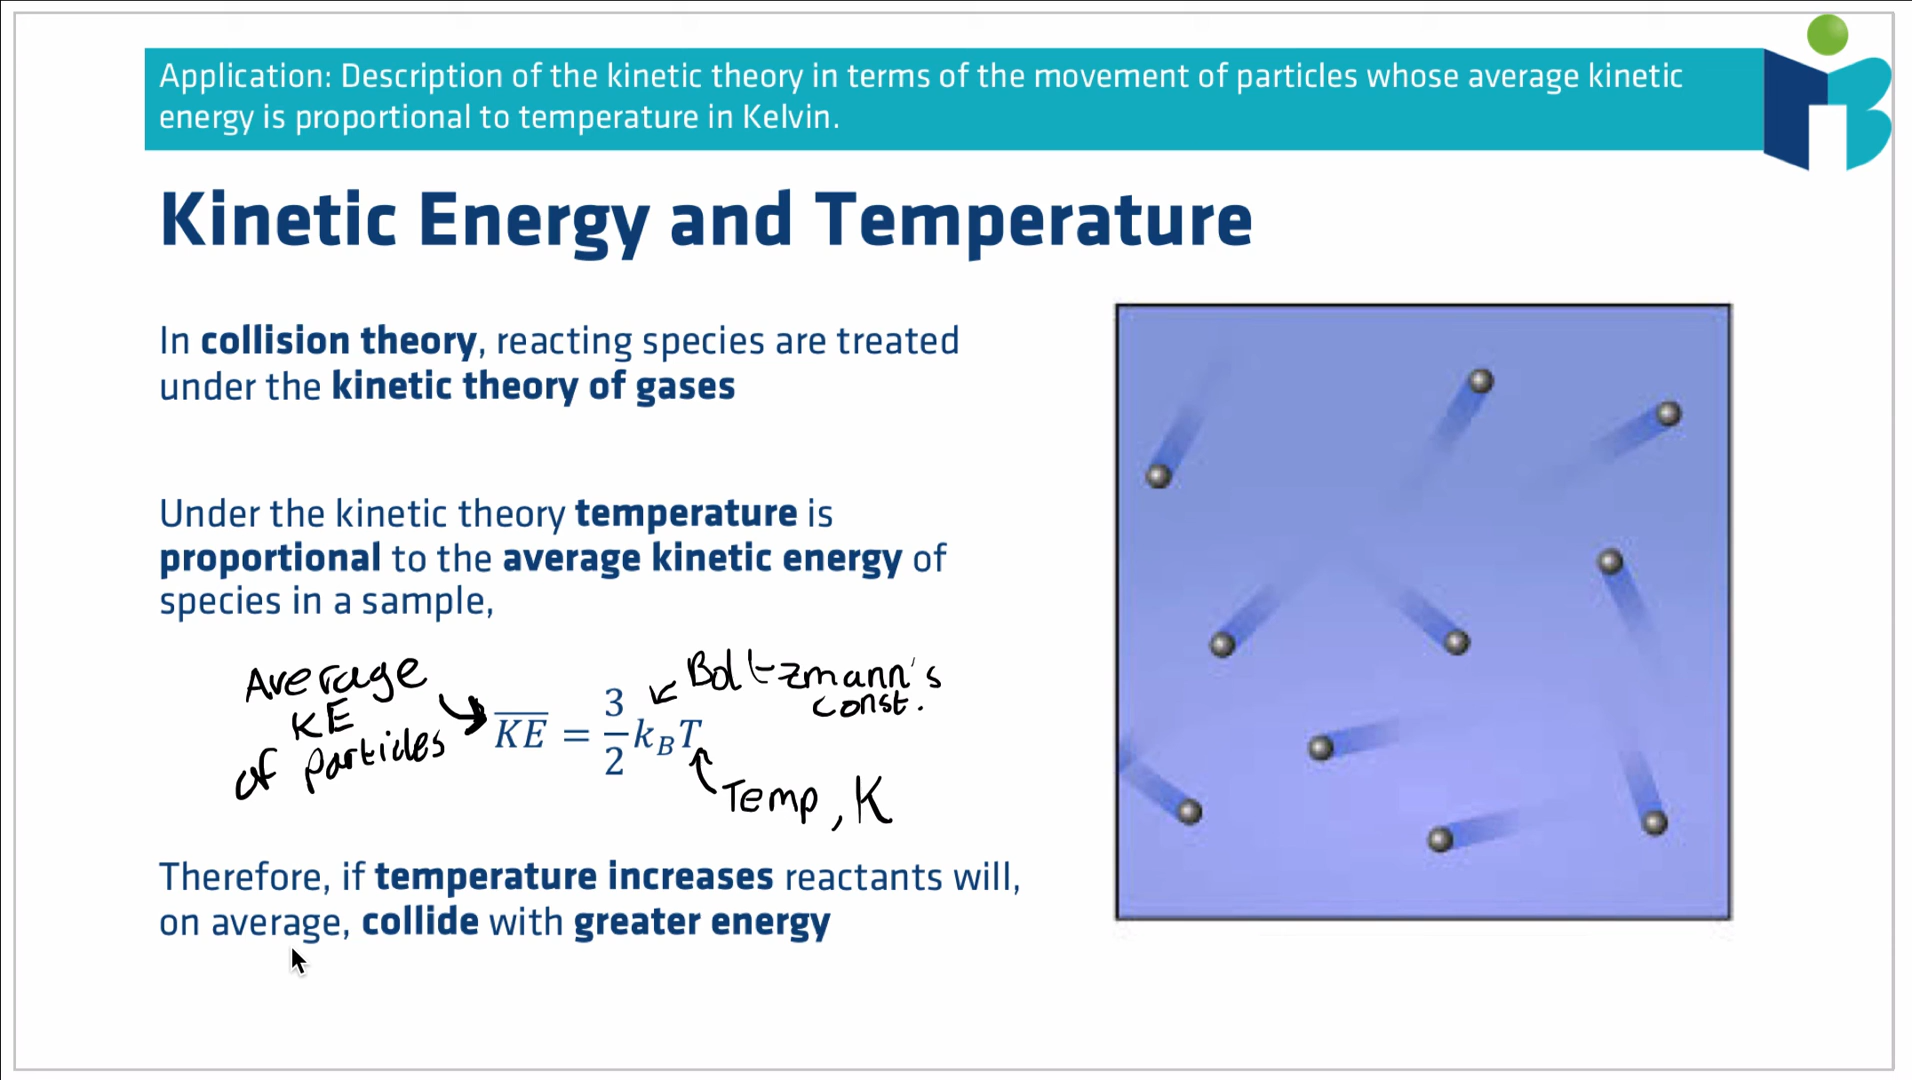 Application: Description of the kinetic theory in terms of the movement of particles whose average kinetic
energy is proportional to temperature in Kelvin.
Kinetic Energy and Temperature
In collision theory, reacting species are treated
under the kinetic theory of gases
Under the kinetic theory temperature is
proportional to the average kinetic energy of
species in a sample,
Average
KE
of particles
Boltzmann's
const.
$\overline{KE} = \frac{3}{2} k_B T$
Temp, K
Therefore, if temperature increases reactants will,
on average, collide with greater energy